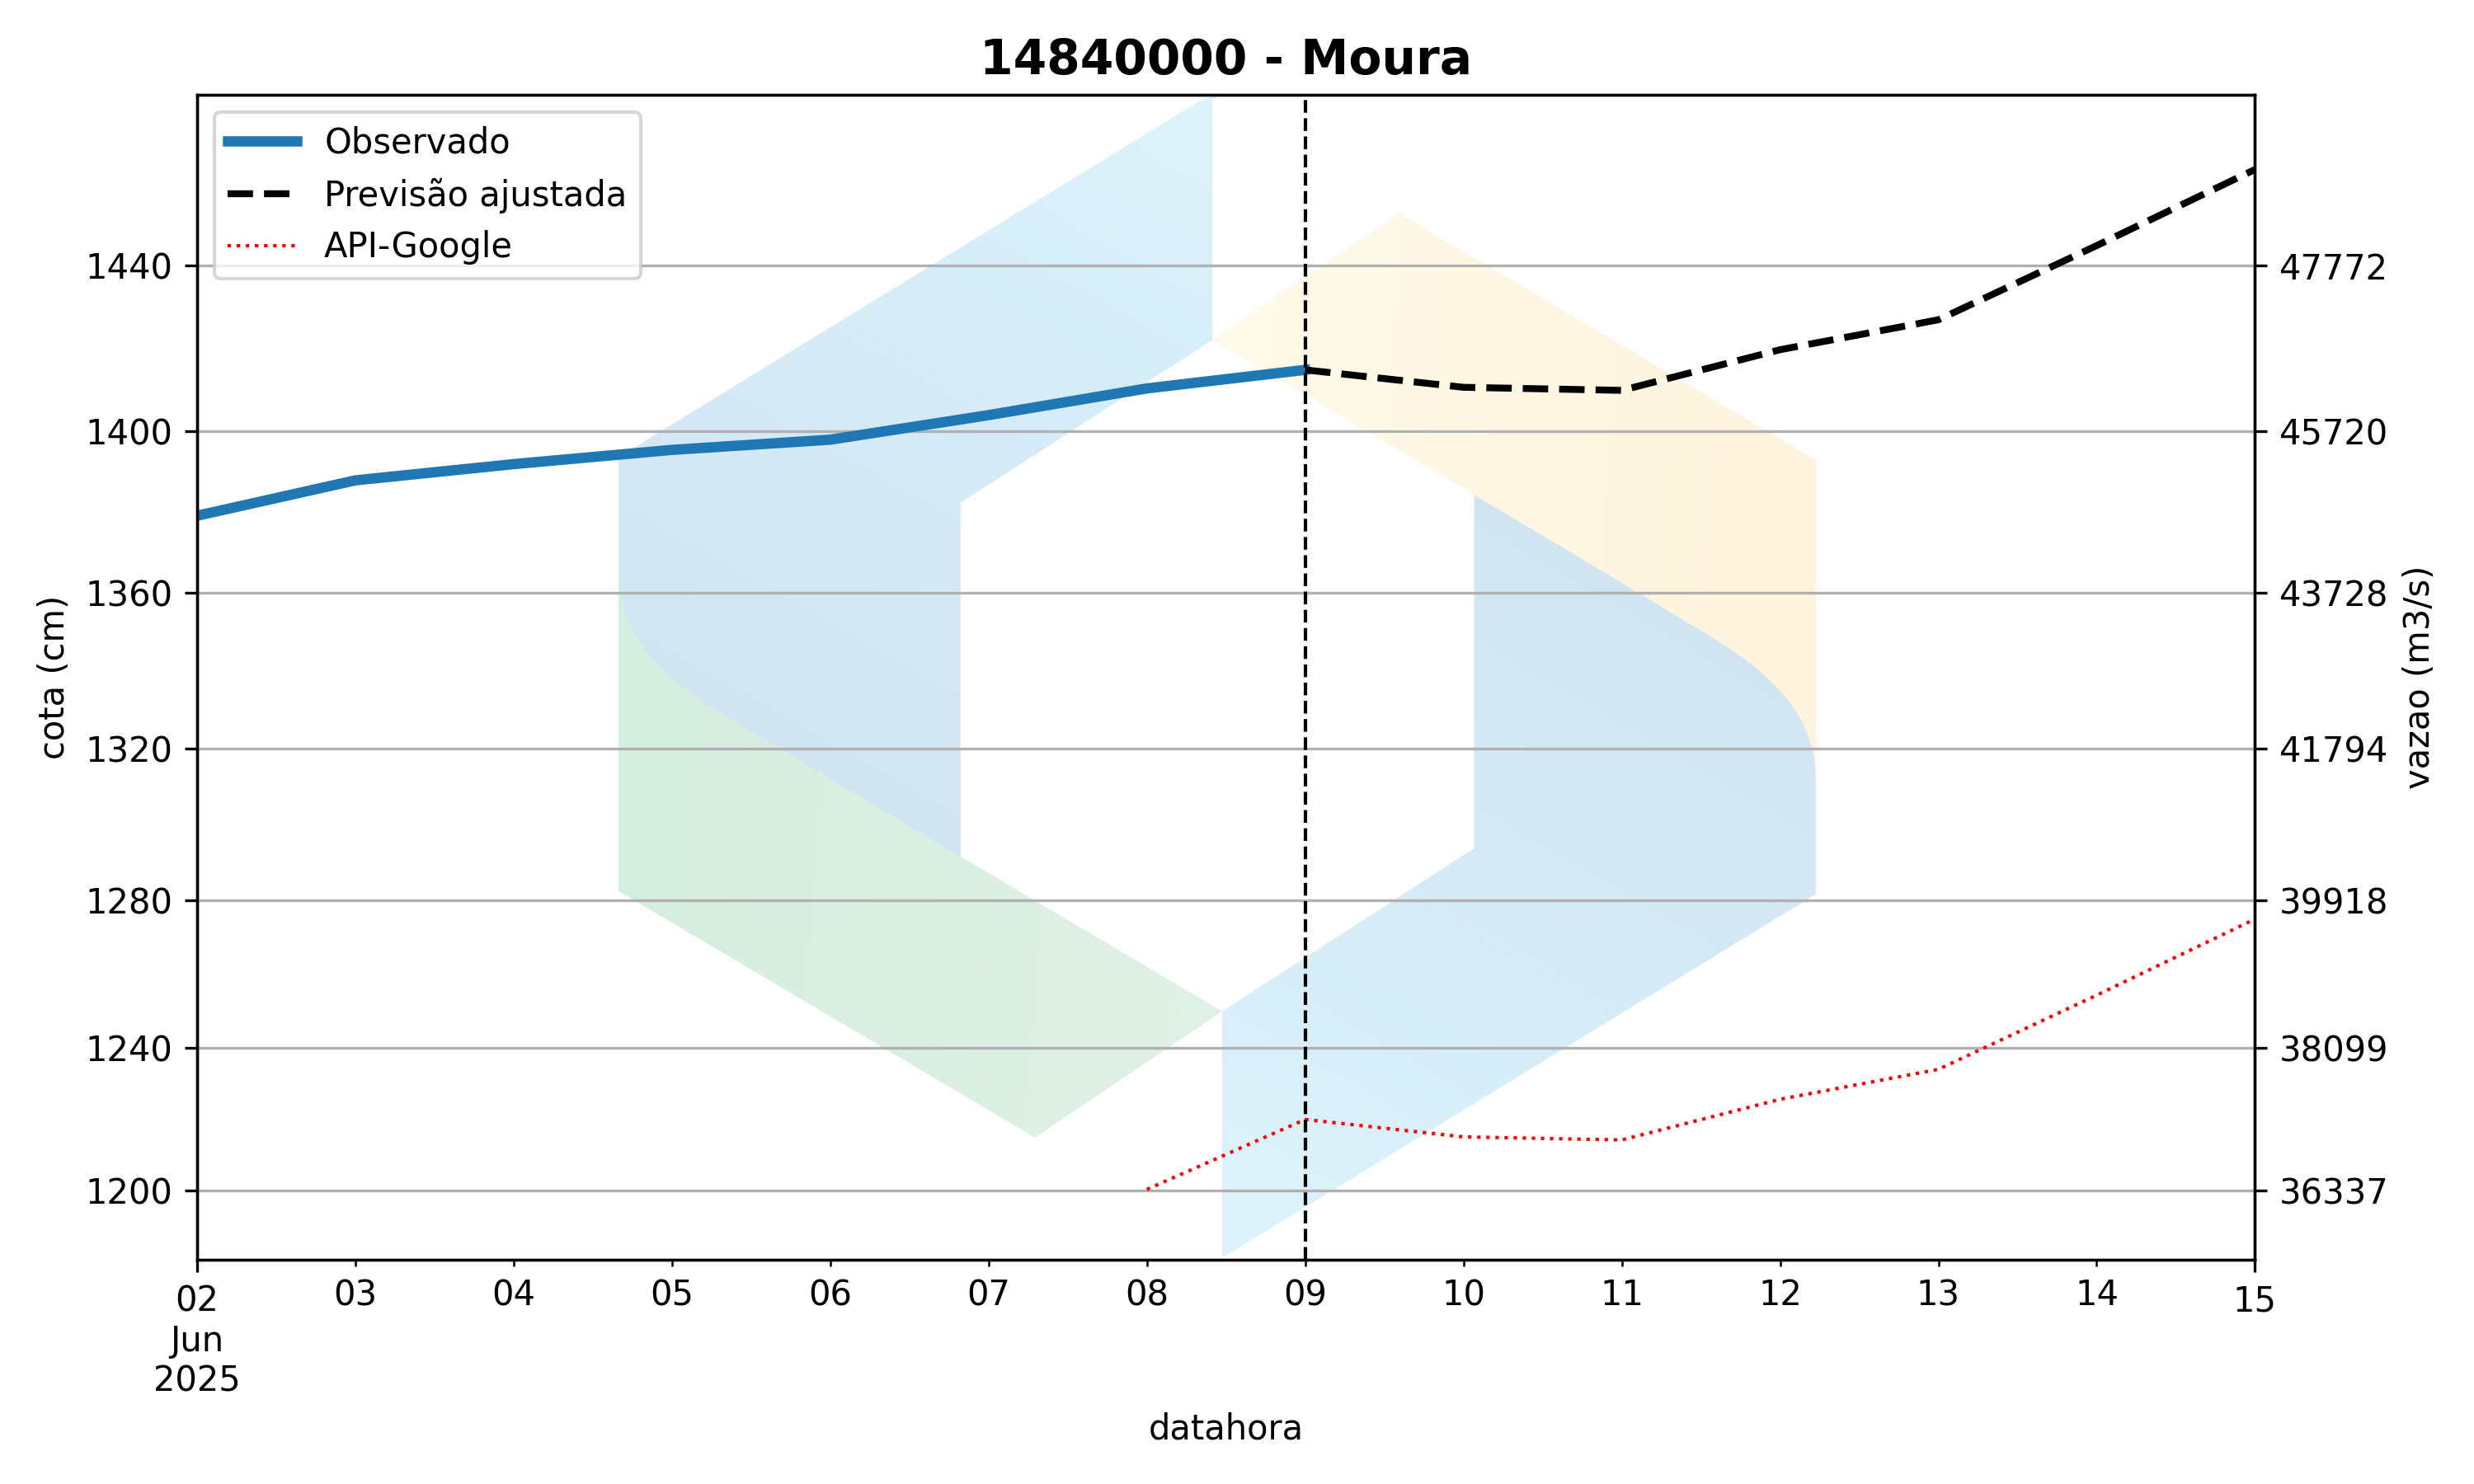 14840000 - Moura
Observado
Previsão ajustada
API-Google
1440
1400
1360
1320
1280
1240
1200
cota (cm)
47772
45720
43728
41794
39918
38099
36337
vazao (m3/s)
02 03 04 05 06 07 08 09 10 11 12 13 14 15
Jun
2025
datahora